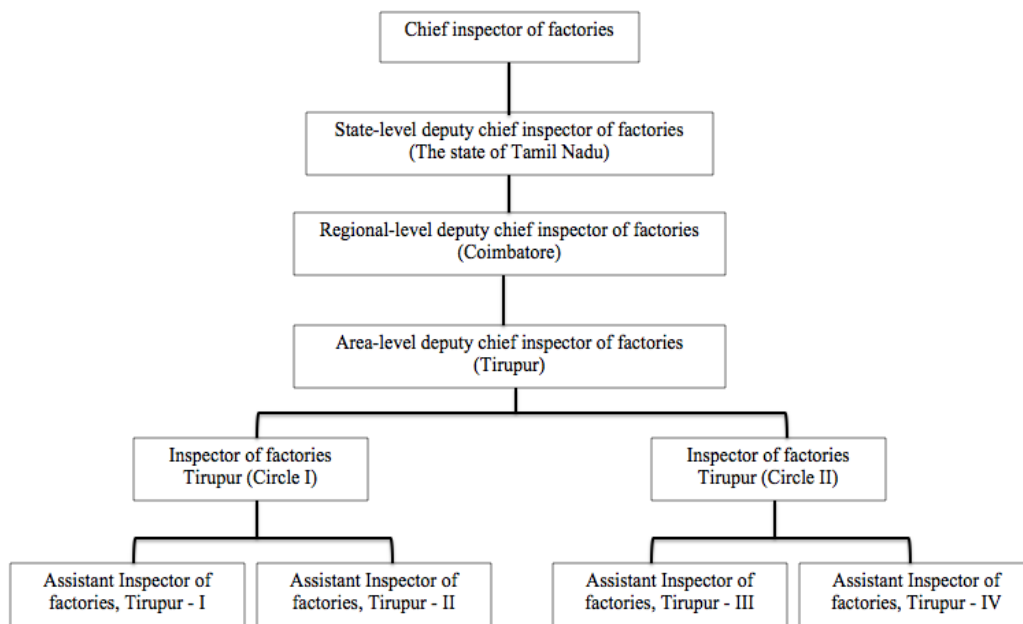 Chief inspector of factories
State-level deputy chief inspector of factories
(The state of Tamil Nadu)
Regional-level deputy chief inspector of factories
(Coimbatore)
Area-level deputy chief inspector of factories
(Tirupur)
Inspector of factories
Tirupur (Circle I)
Inspector of factories
Tirupur (Circle II)
Assistant Inspector of
factories, Tirupur - I
Assistant Inspector of
factories, Tirupur - II
Assistant Inspector of
factories, Tirupur - III
Assistant Inspector of
factories, Tirupur - IV